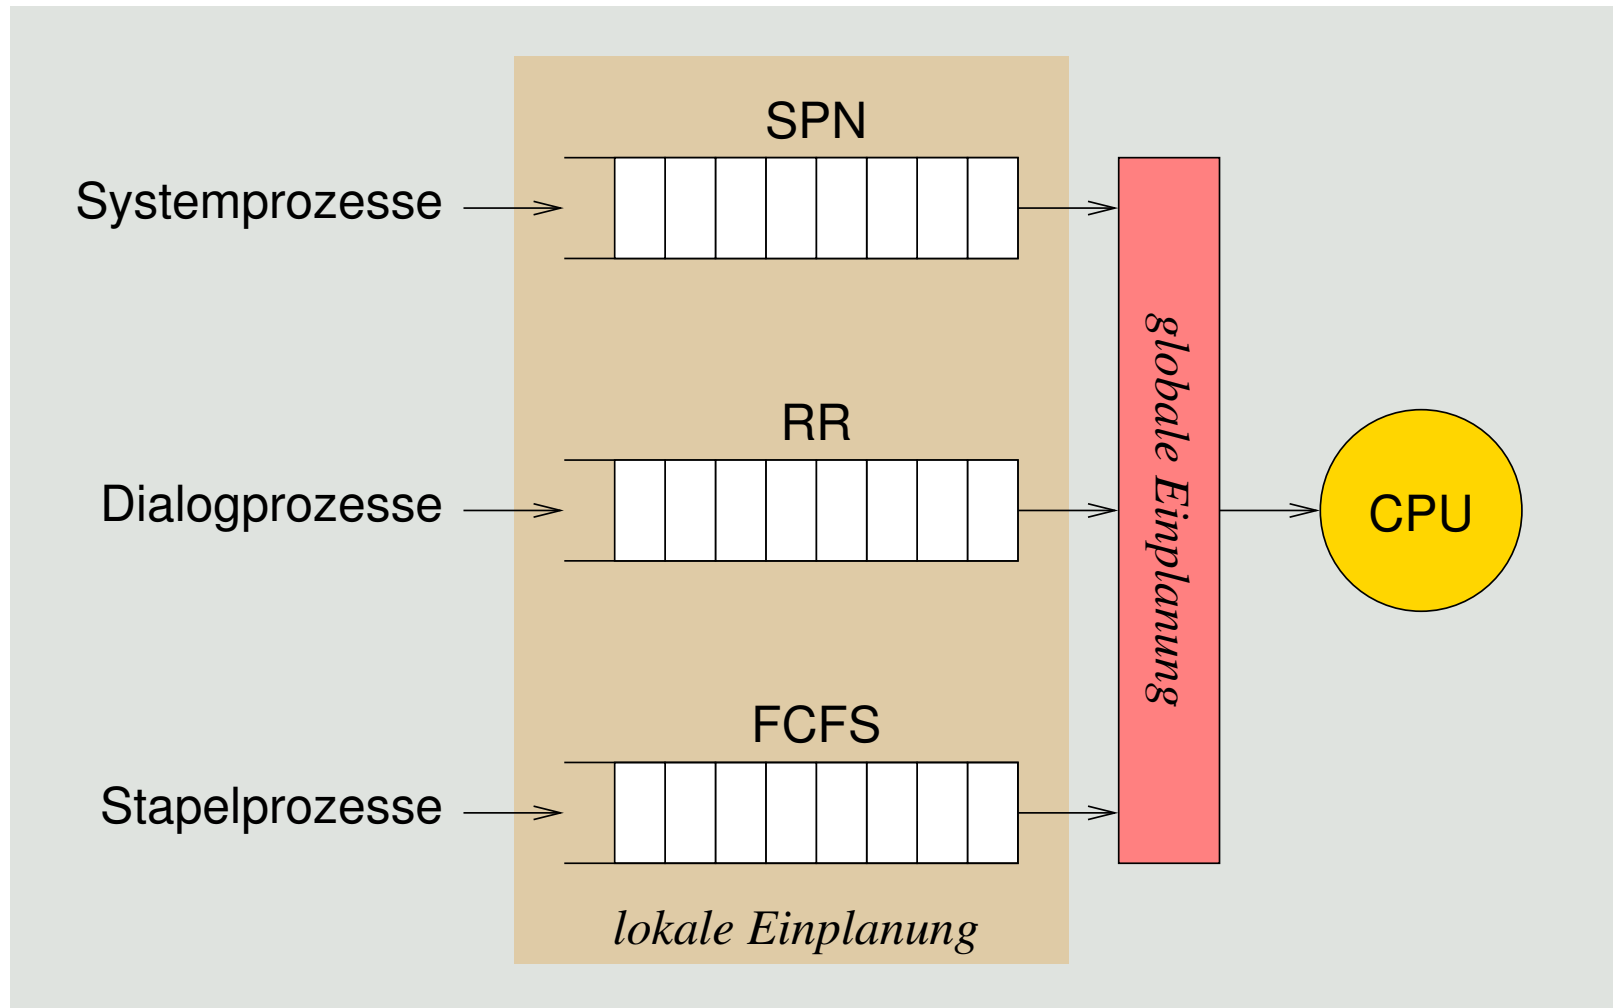 SPN
Systemprozesse
RR
Dialogprozesse
FCFS
Stapelprozesse
lokale Einplanung
globale Einplanung
CPU